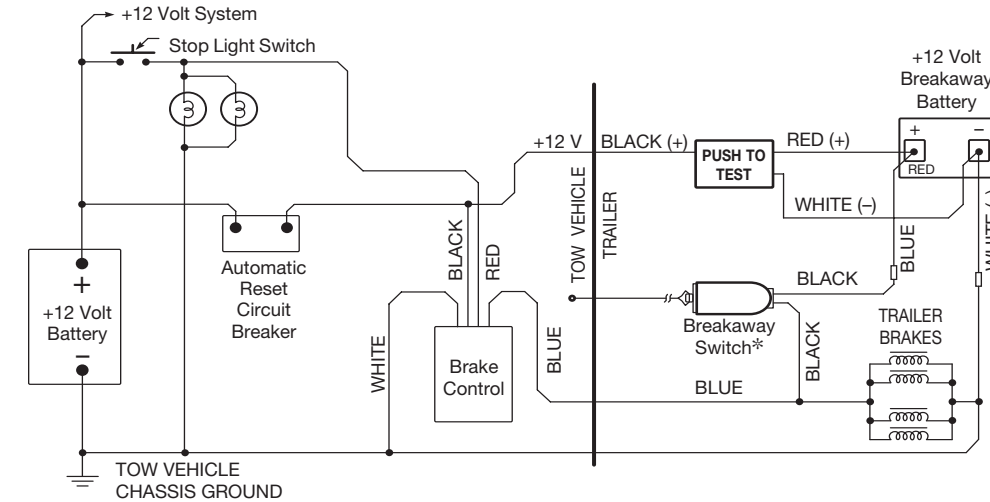 +12 Volt System
Stop Light Switch
+12 Volt
Breakaway
Battery
+
−
RED
+12 V
BLACK (+)
PUSH TO
TEST
RED (+)
WHITE (−)
TOW VEHICLE
TRAILER
BLACK
RED
BLUE
Automatic
Reset
Circuit
Breaker
+
+12 Volt
Battery
−
WHITE
Brake
Control
BLUE
BLACK
Breakaway
Switch*
BLACK
TRAILER
BRAKES
BLUE
TOW VEHICLE
CHASSIS GROUND